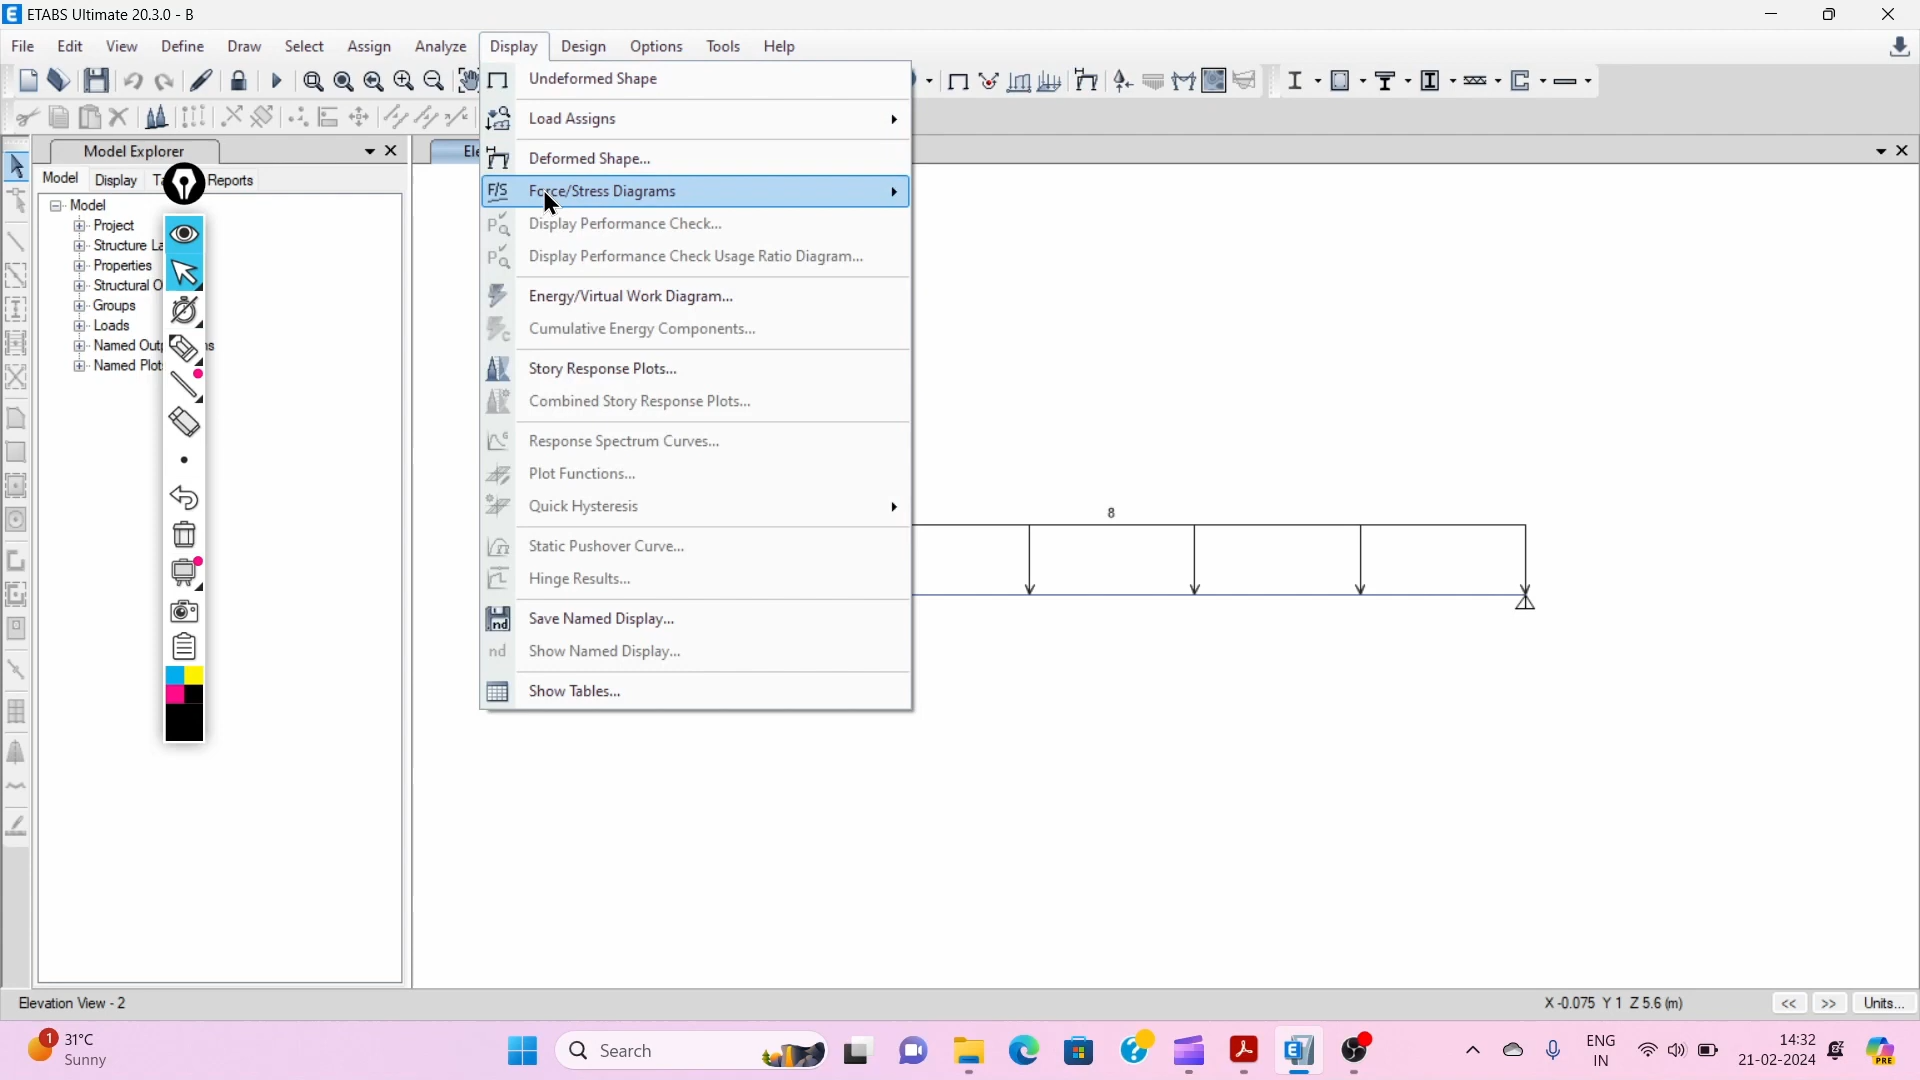 ETABS Ultimate 20.3.0 - B
File Edit View Define Draw Select Assign Analyze Display Design Options Tools Help
Undeformed Shape
Load Assigns
Deformed Shape...
F/S Force/Stress Diagrams
Display Performance Check...
Display Performance Check Usage Ratio Diagram...
Energy/Virtual Work Diagram...
Cumulative Energy Components...
Story Response Plots...
Combined Story Response Plots...
Response Spectrum Curves...
Plot Functions...
Quick Hysteresis
Static Pushover Curve...
Hinge Results...
nd Save Named Display...
nd Show Named Display...
Show Tables...
Model Explorer
Model Display Reports
Model
Project
Properties
Groups
Loads
8
Elevation View - 2
X -0.075 Y 1 Z 5.6 (m)
<< >> Units...
1 31°C
Sunny
Search
ENG
IN
14:32
21-02-2024
PRE